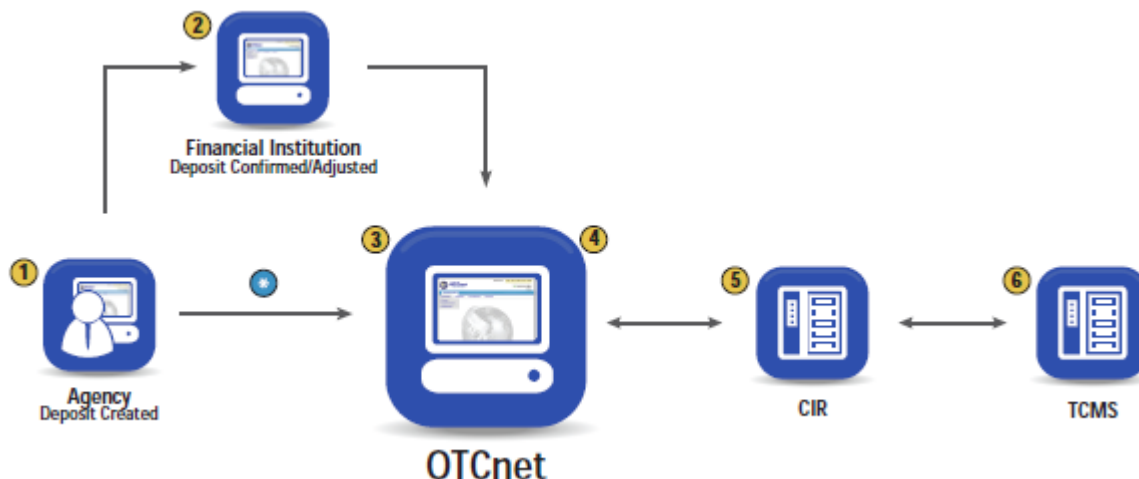 2
Financial Institution
Deposit Confirmed/Adjusted
1
*
3
4
5
6
Agency
Deposit Created
CIR
TCMS
OTCnet